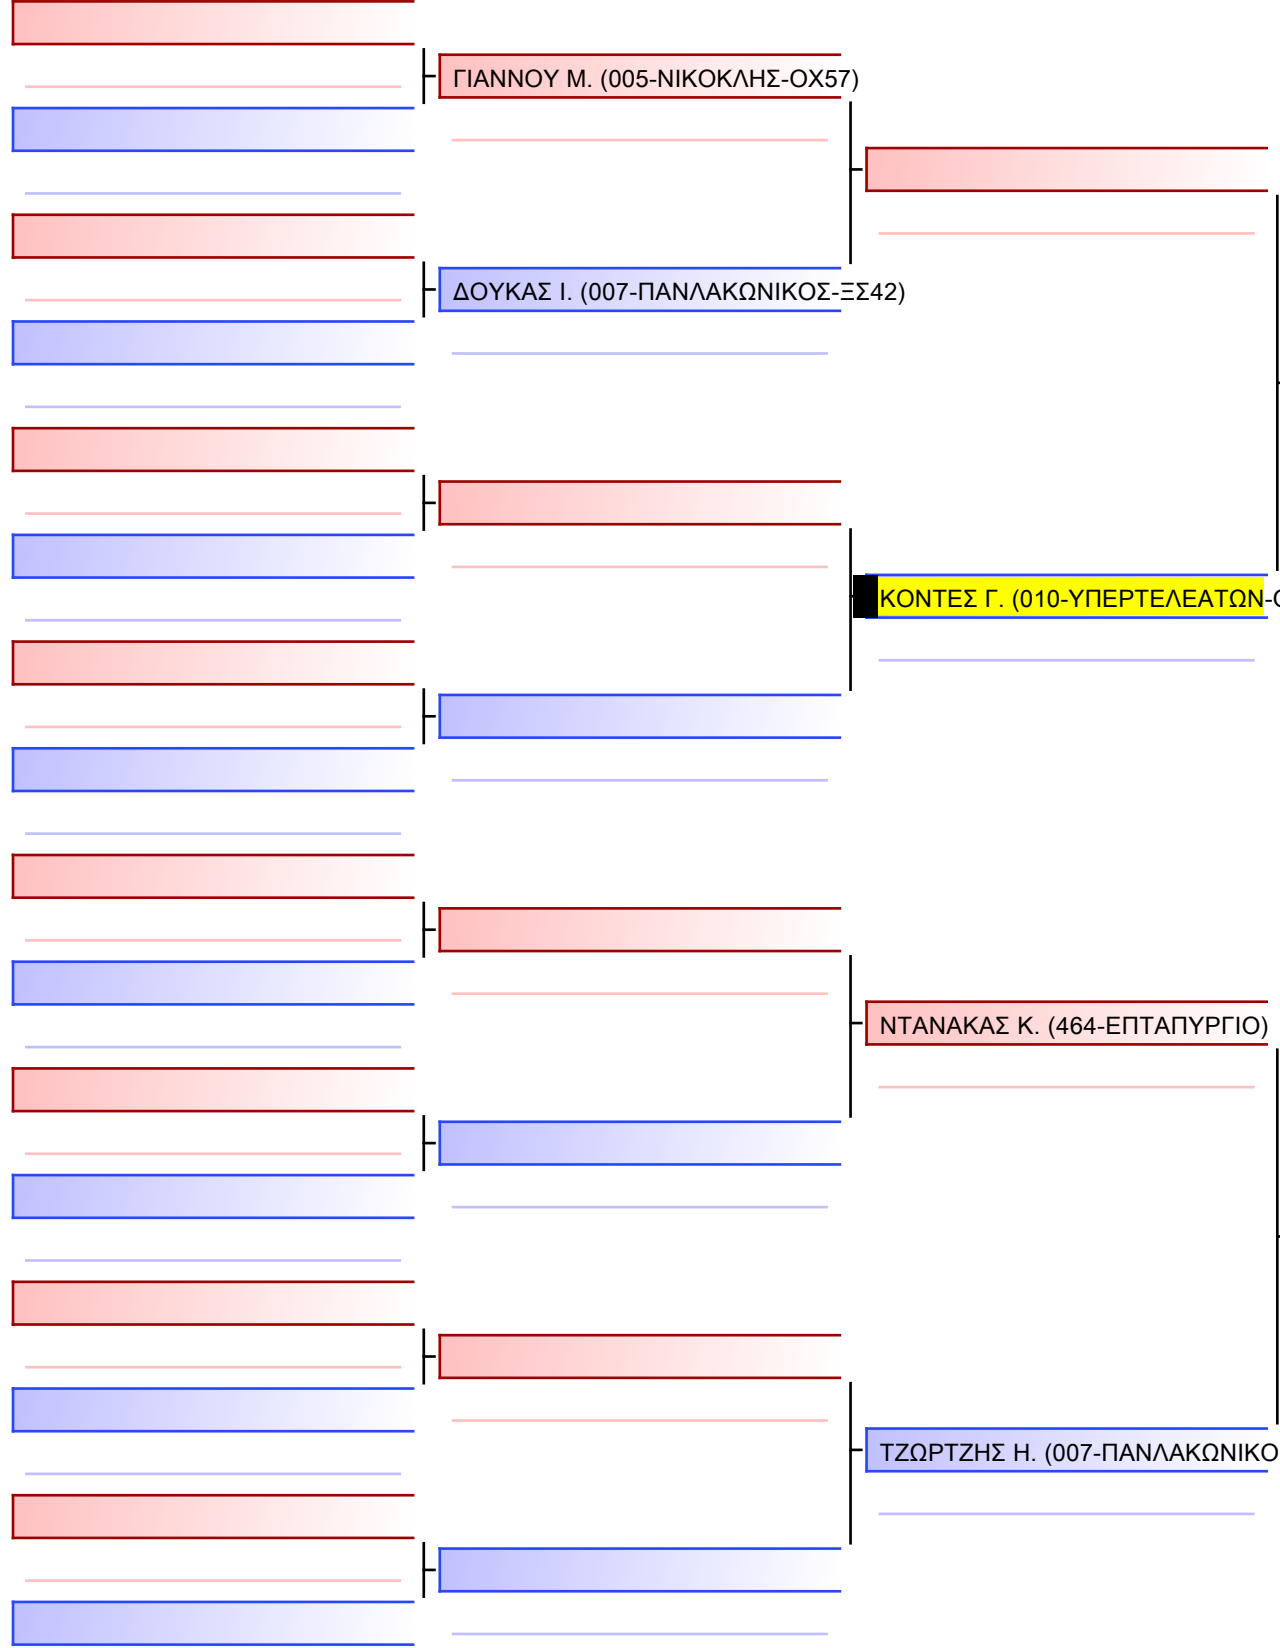 ΓΙΑΝΝΟΥ Μ. (005-ΝΙΚΟΚΛΗΣ-ΟΧ57)
ΔΟΥΚΑΣ Ι. (007-ΠΑΝΛΑΚΩΝΙΚΟΣ-ΞΣ42)
ΚΟΝΤΕΣ Γ. (010-ΥΠΕΡΤΕΛΕΑΤΩΝ-
ΝΤΑΝΑΚΑΣ Κ. (464-ΕΠΤΑΠΥΡΓΙΟ)
ΤΖΩΡΤΖΗΣ Η. (007-ΠΑΝΛΑΚΩΝΙΚΟ